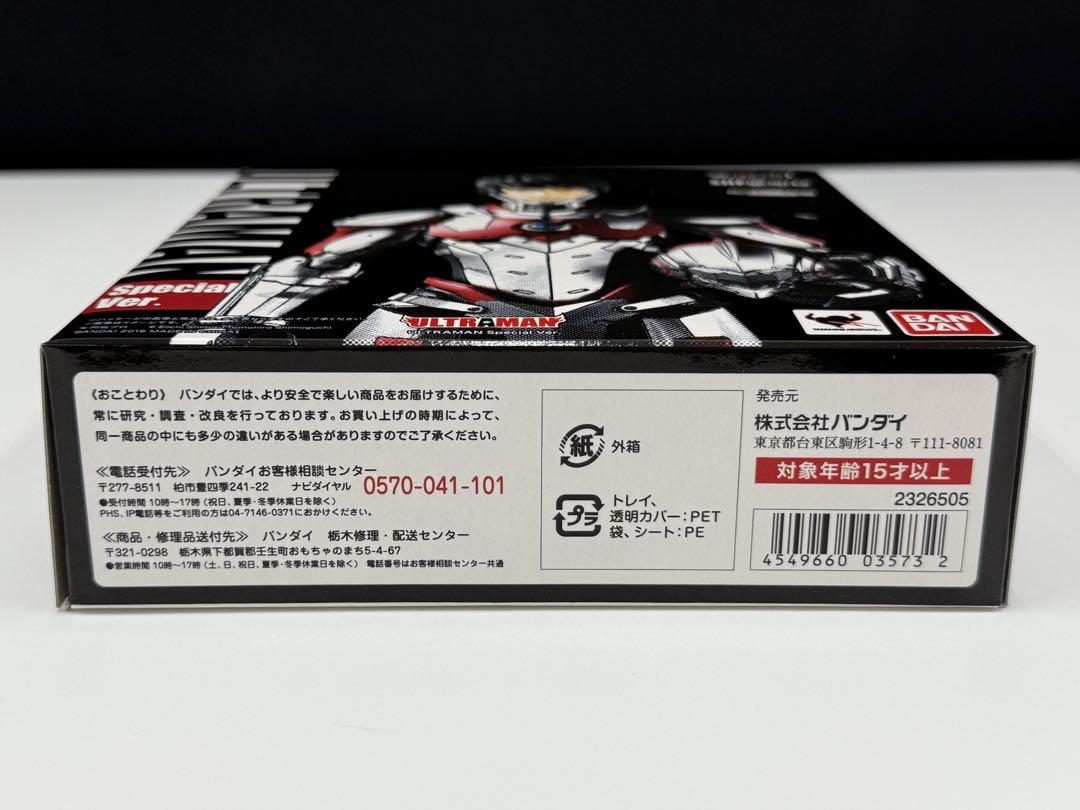 ULTRAMAN
Special
ver.
ULTRAMAN
ULTRAMAN Special Ver.
BAN
DAI
《おことわり》 バンダイでは、より安全で楽しい商品をお届けするために、
常に研究・調査・改良を行っております。お買い上げの時期によって、
同一商品の中にも多少の違いがある場合がありますのでご了承ください。
≪電話受付先≫ バンダイお客様相談センター
〒277-8511 柏市豊四季241-22 ナビダイヤル 0570-041-101
●受付時間 10時〜17時(祝日、夏季・冬季休業日を除く)
PHS、IP電話等をご利用の方は04-7146-0371におかけください。
≪商品・修理品送付先≫ バンダイ 栃木修理・配送センター
〒321-0298 栃木県下都賀郡壬生町おもちゃのまち5-4-67
●営業時間 10時〜17時(土、日、祝日、夏季・冬季休業日を除く) 電話番号はお客様相談センター共通
紙 外箱
プラ トレイ、
透明カバー:PET
袋、シート:PE
発売元
株式会社バンダイ
東京都台東区駒形1-4-8 〒111-8081
対象年齢15才以上
2326505
4549660 03573 2